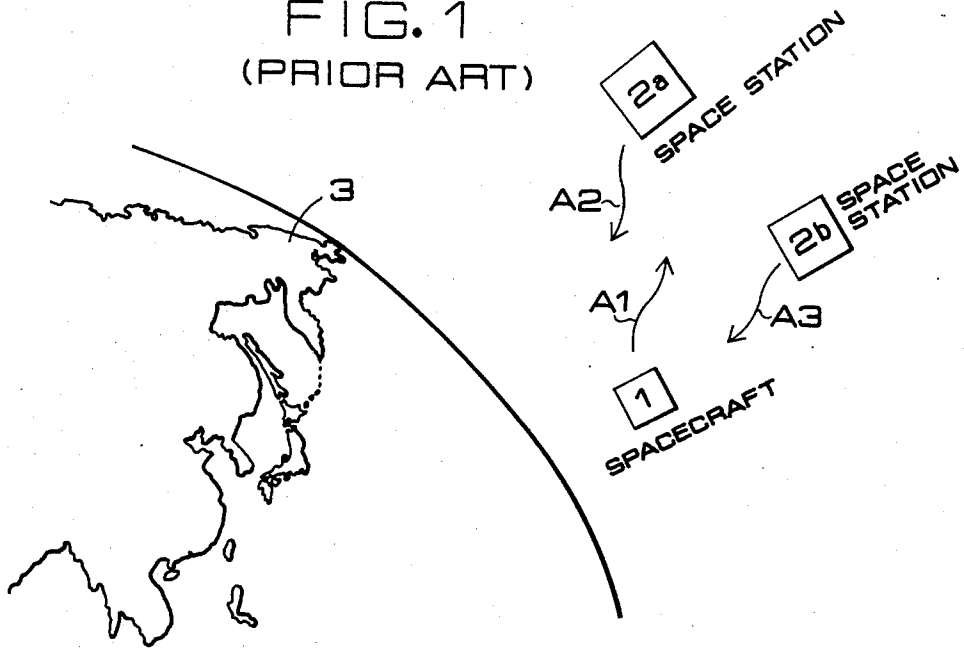 FIG. 1
(PRIOR ART)
2a
SPACE STATION
3
A2
2b
SPACE
STATION
A1
A3
1
SPACECRAFT